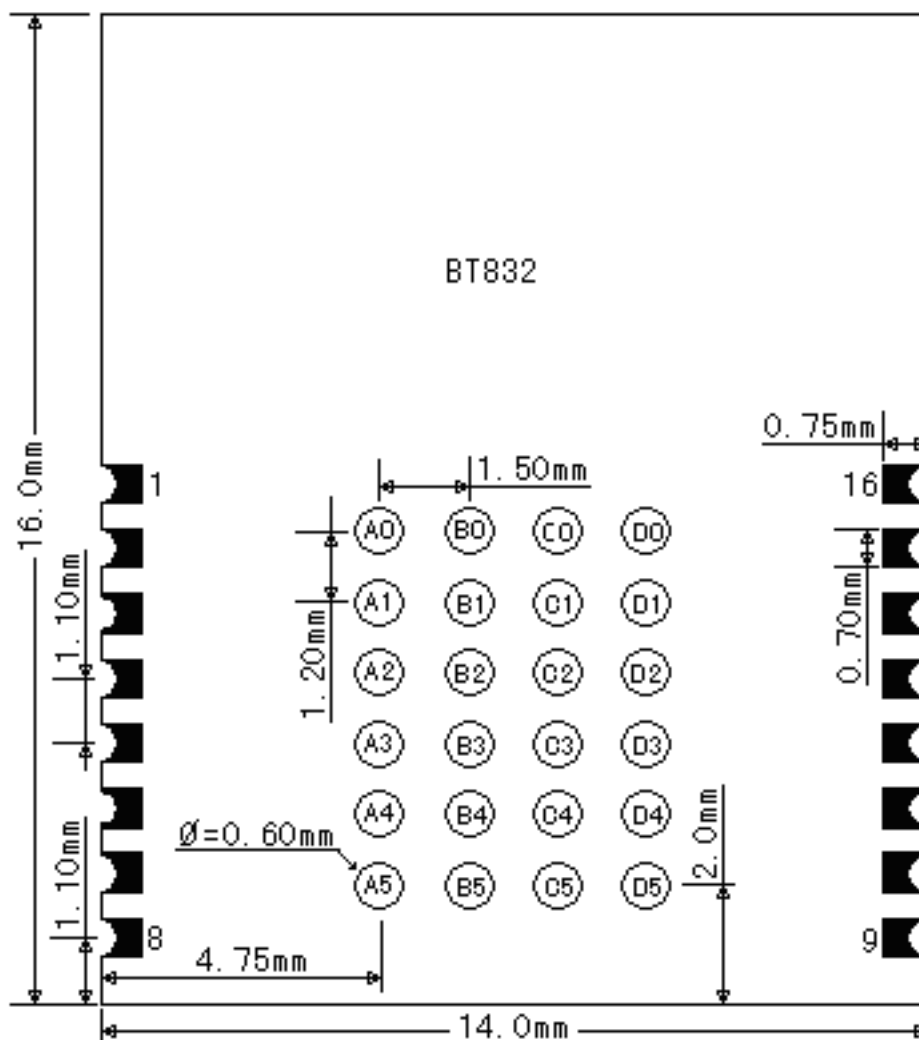 BT832
16.0mm
0.75mm
1.50mm
1
16
A0 B0 C0 D0
1.10mm
1.20mm
0.70mm
A1 B1 C1 D1
A2 B2 C2 D2
A3 B3 C3 D3
A4 B4 C4 D4
2.0mm
Ø=0.60mm
A5 B5 C5 D5
1.10mm
8
9
4.75mm
14.0mm